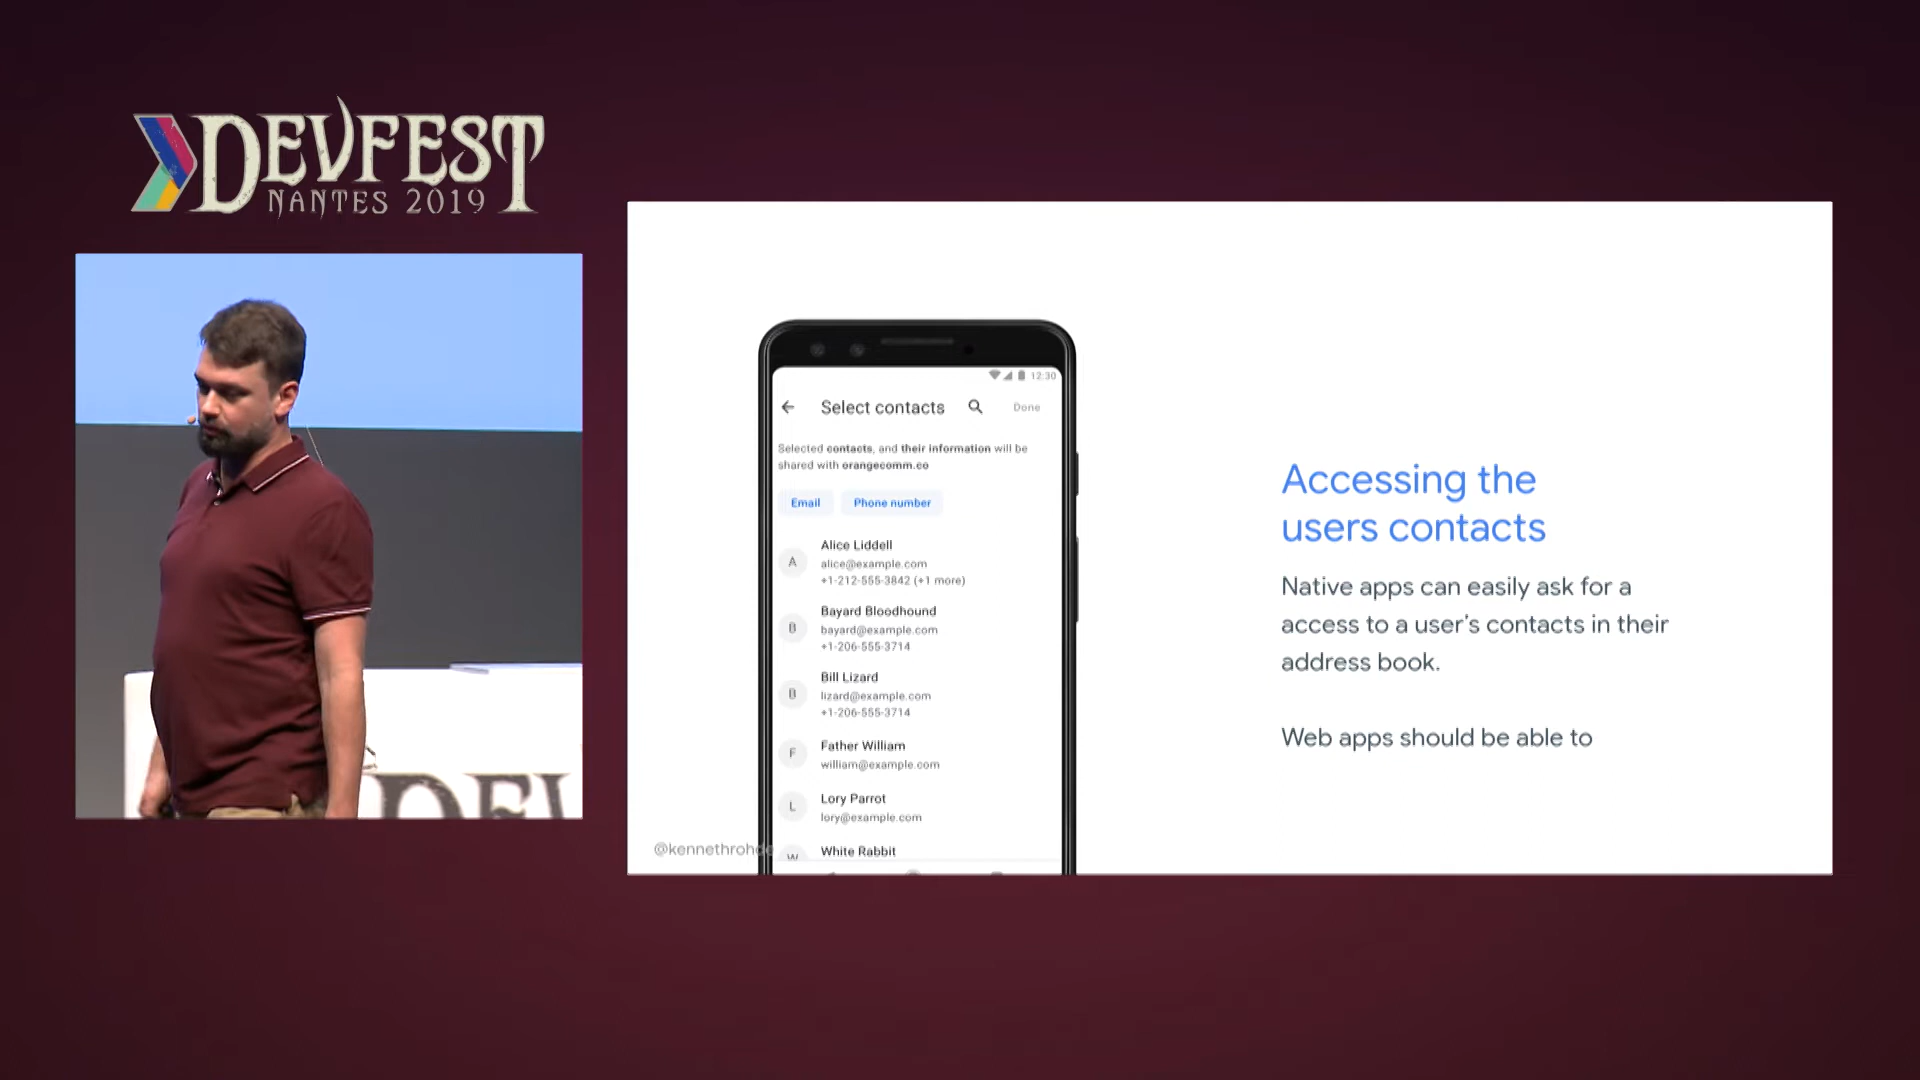 DEVFEST
NANTES 2019
12:30
Select contacts
Done
Selected contacts, and their information will be
shared with orangecomm.co
Email
Phone number
A
Alice Liddell
alice@example.com
+1-212-555-3842 (+1 more)
B
Bayard Bloodhound
bayard@example.com
+1-206-555-3714
B
Bill Lizard
lizard@example.com
+1-206-555-3714
F
Father William
william@example.com
L
Lory Parrot
lory@example.com
W
White Rabbit
@kennethrohde
Accessing the
users contacts
Native apps can easily ask for a
access to a user's contacts in their
address book.
Web apps should be able to
DEV